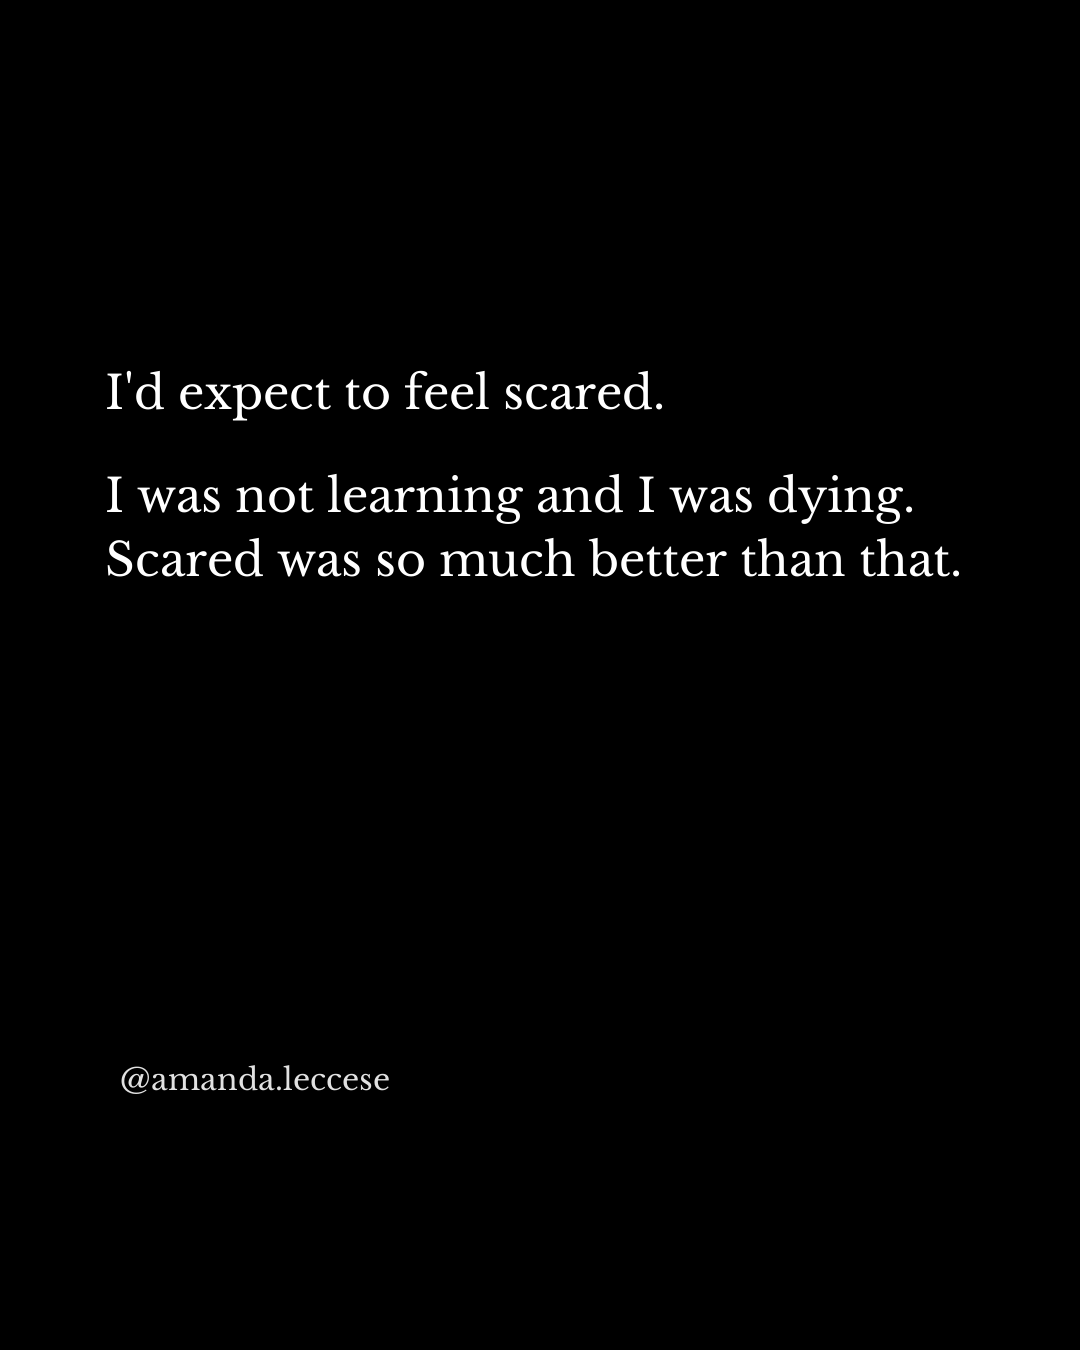 I'd expect to feel scared.
I was not learning and I was dying.
Scared was so much better than that.
@amanda.leccese